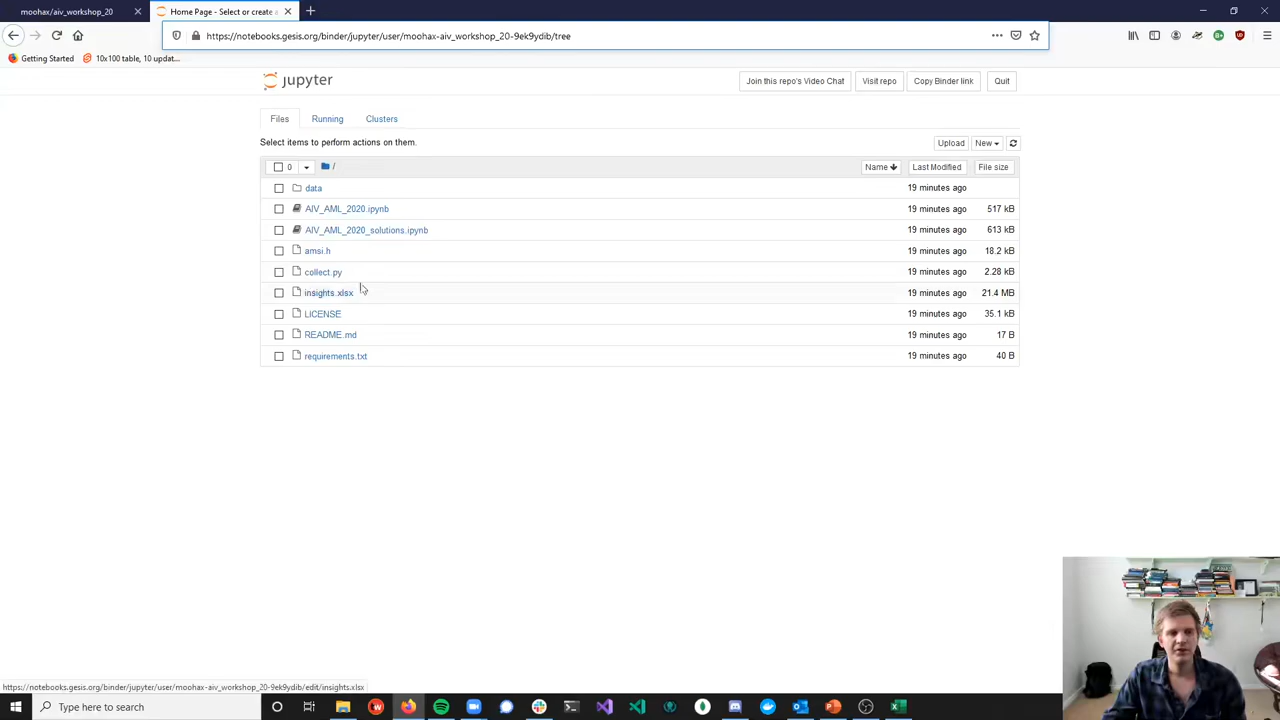 moohax/aiv_workshop_20
Home Page - Select or create a
https://notebooks.gesis.org/binder/jupyter/user/moohax-aiv_workshop_20-9ek9ydib/tree
Getting Started
10x100 table, 10 updat...
jupyter
Join this repo's Video Chat
Visit repo
Copy Binder link
Quit
Files
Running
Clusters
Select items to perform actions on them.
Upload
New
0
/
Name
Last Modified
File size
data
19 minutes ago
AIV_AML_2020.ipynb
19 minutes ago
517 kB
AIV_AML_2020_solutions.ipynb
19 minutes ago
613 kB
amsi.h
19 minutes ago
18.2 kB
collect.py
19 minutes ago
2.28 kB
insights.xlsx
19 minutes ago
21.4 MB
LICENSE
19 minutes ago
35.1 kB
README.md
19 minutes ago
17 B
requirements.txt
19 minutes ago
40 B
https://notebooks.gesis.org/binder/jupyter/user/moohax-aiv_workshop_20-9ek9ydib/edit/insights.xlsx
Type here to search